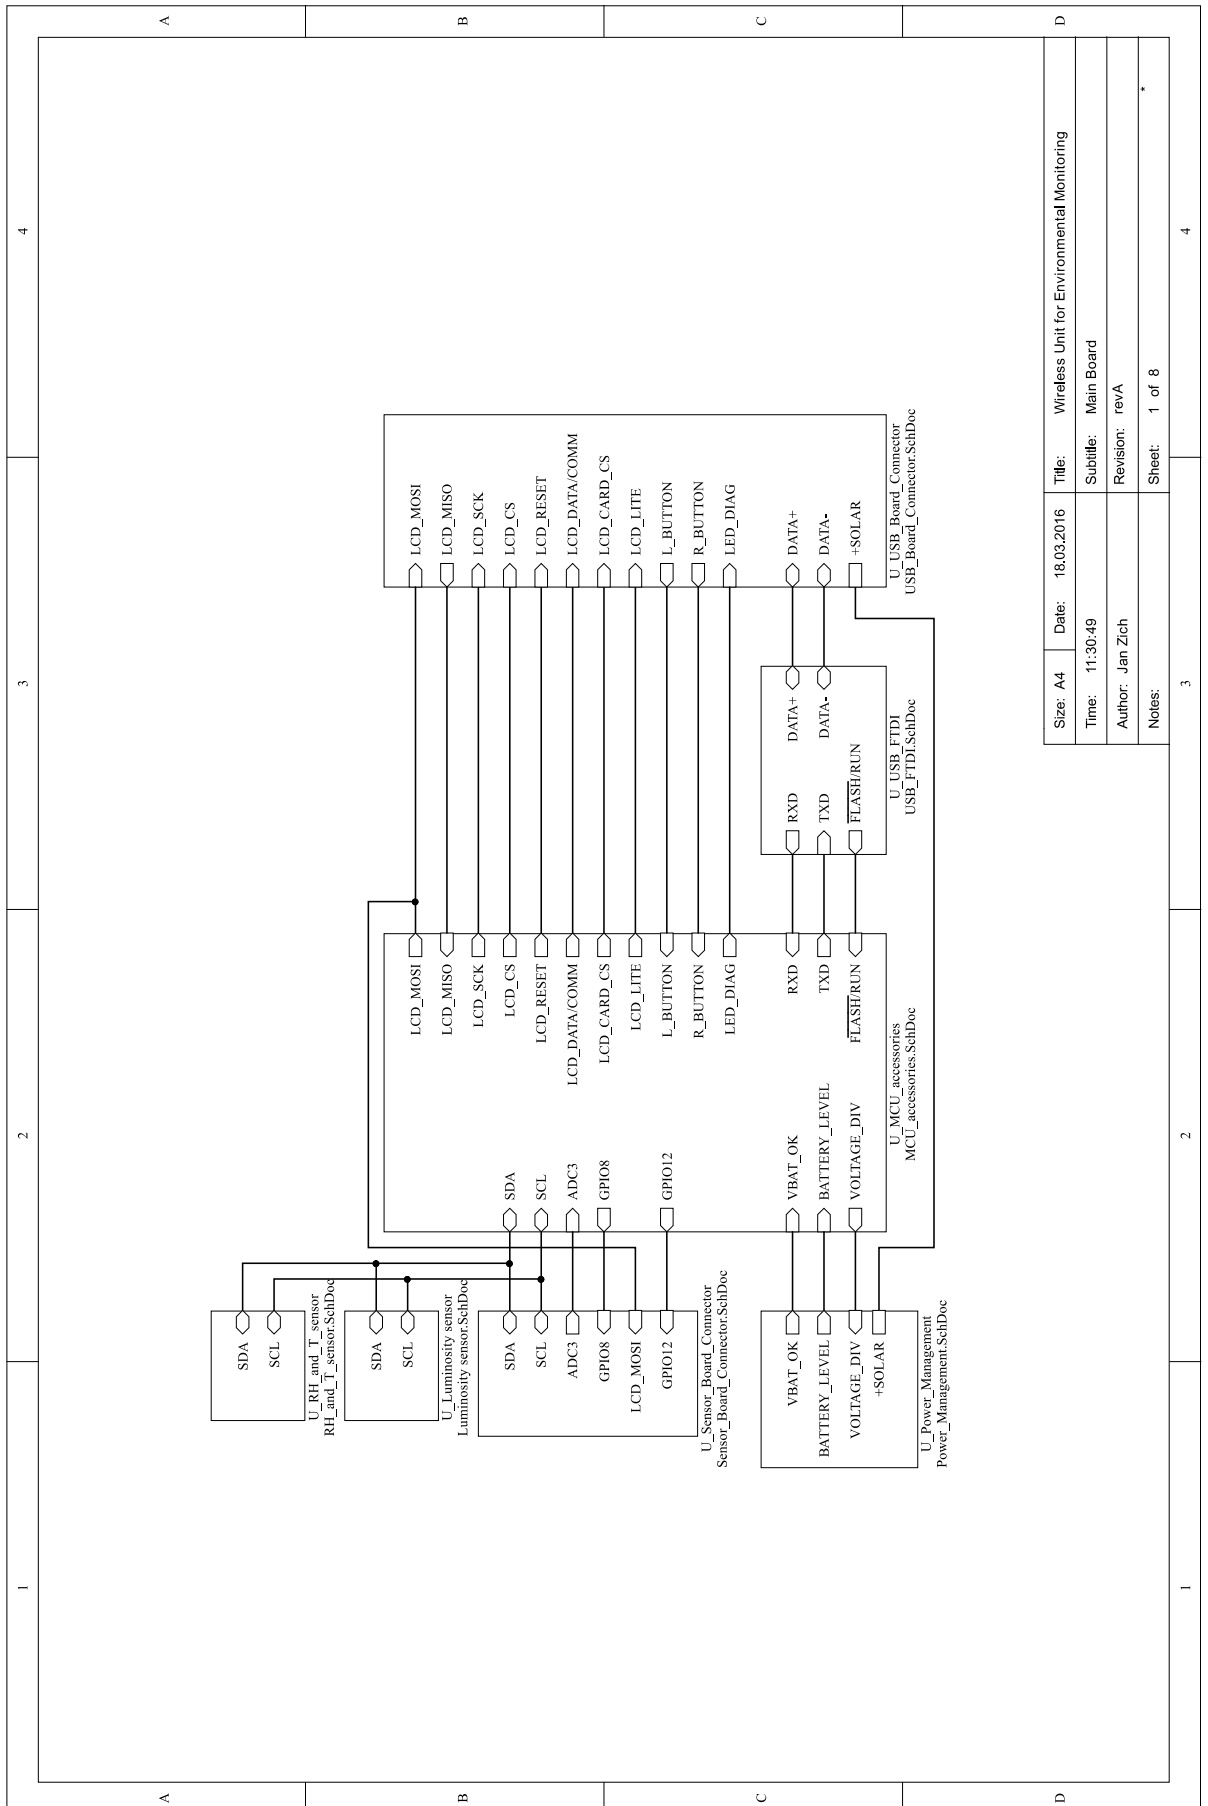 1
2
3
4
A
A
B
B
C
C
D
D
1
2
3
4
SDA
SCL
U_RH_and_T_sensor
RH_and_T_sensor.SchDoc
SDA
SCL
U_Luminosity sensor
Luminosity sensor.SchDoc
SDA
SCL
ADC3
GPIO8
LCD_MOSI
GPIO12
U_Sensor_Board_Connector
Sensor_Board_Connector.SchDoc
VBAT_OK
BATTERY_LEVEL
VOLTAGE_DIV
+SOLAR
U_Power_Management
Power_Management.SchDoc
SDA
SCL
ADC3
GPIO8
GPIO12
VBAT_OK
BATTERY_LEVEL
VOLTAGE_DIV
LCD_MOSI
LCD_MISO
LCD_SCK
LCD_CS
LCD_RESET
LCD_DATA/COMM
LCD_CARD_CS
LCD_LITE
L_BUTTON
R_BUTTON
LED_DIAG
RXD
TXD
FLASH/RUN
U_MCU_accessories
MCU_accessories.SchDoc
RXD
TXD
FLASH/RUN
DATA+
DATA-
U_USB_FTDI
USB_FTDI.SchDoc
LCD_MOSI
LCD_MISO
LCD_SCK
LCD_CS
LCD_RESET
LCD_DATA/COMM
LCD_CARD_CS
LCD_LITE
L_BUTTON
R_BUTTON
LED_DIAG
DATA+
DATA-
+SOLAR
U_USB_Board_Connector
USB_Board_Connector.SchDoc
Size: A4 Date: 18.03.2016 Title: Wireless Unit for Environmental Monitoring
Time: 11:30:49 Subtitle: Main Board
Author: Jan Zich Revision: revA
Notes: Sheet: 1 of 8 *